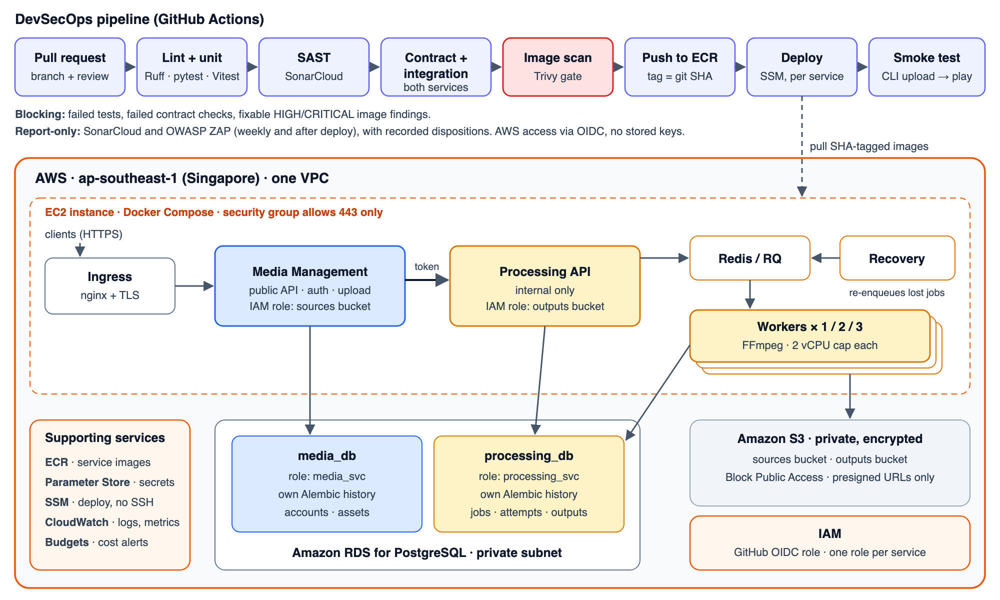 DevSecOps pipeline (GitHub Actions)
Pull request
branch + review
Lint + unit
Ruff · pytest · Vitest
SAST
SonarCloud
Contract +
integration
both services
Image scan
Trivy gate
Push to ECR
tag = git SHA
Deploy
SSM, per service
Smoke test
CLI upload → play
Blocking: failed tests, failed contract checks, fixable HIGH/CRITICAL image findings.
Report-only: SonarCloud and OWASP ZAP (weekly and after deploy), with recorded dispositions. AWS access via OIDC, no stored keys.
pull SHA-tagged images
AWS · ap-southeast-1 (Singapore) · one VPC
EC2 instance · Docker Compose · security group allows 443 only
clients (HTTPS)
Ingress
nginx + TLS
Media Management
public API · auth · upload
IAM role: sources bucket
token
Processing API
internal only
IAM role: outputs bucket
Redis / RQ
Recovery
re-enqueues lost jobs
Workers × 1 / 2 / 3
FFmpeg · 2 vCPU cap each
Supporting services
ECR · service images
Parameter Store · secrets
SSM · deploy, no SSH
CloudWatch · logs, metrics
Budgets · cost alerts
media_db
role: media_svc
own Alembic history
accounts · assets
processing_db
role: processing_svc
own Alembic history
jobs · attempts · outputs
Amazon RDS for PostgreSQL · private subnet
Amazon S3 · private, encrypted
sources bucket · outputs bucket
Block Public Access · presigned URLs only
IAM
GitHub OIDC role · one role per service